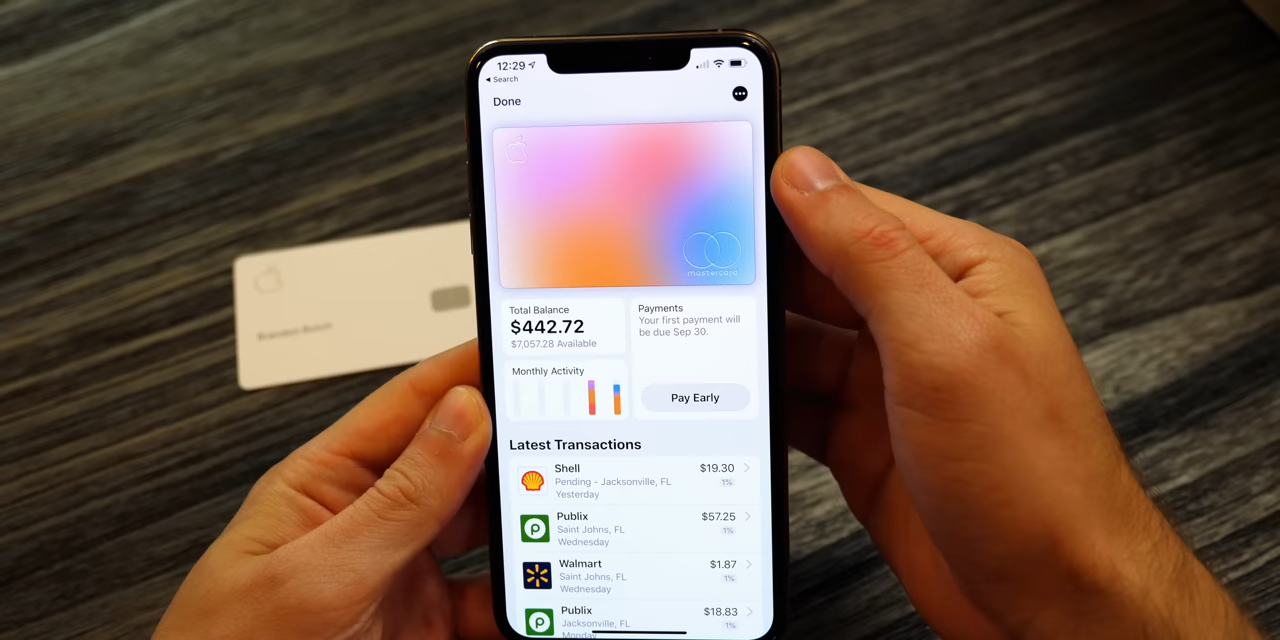 12:29
Search
Done
mastercard
Total Balance
$442.72
$7,057.28 Available
Payments
Your first payment will
be due Sep 30.
Monthly Activity
Pay Early
Latest Transactions
Shell
$19.30
Pending - Jacksonville, FL
1%
Yesterday
Publix
$57.25
Saint Johns, FL
1%
Wednesday
Walmart
$1.87
Saint Johns, FL
1%
Wednesday
Publix
$18.83
Jacksonville, FL
1%
Monday